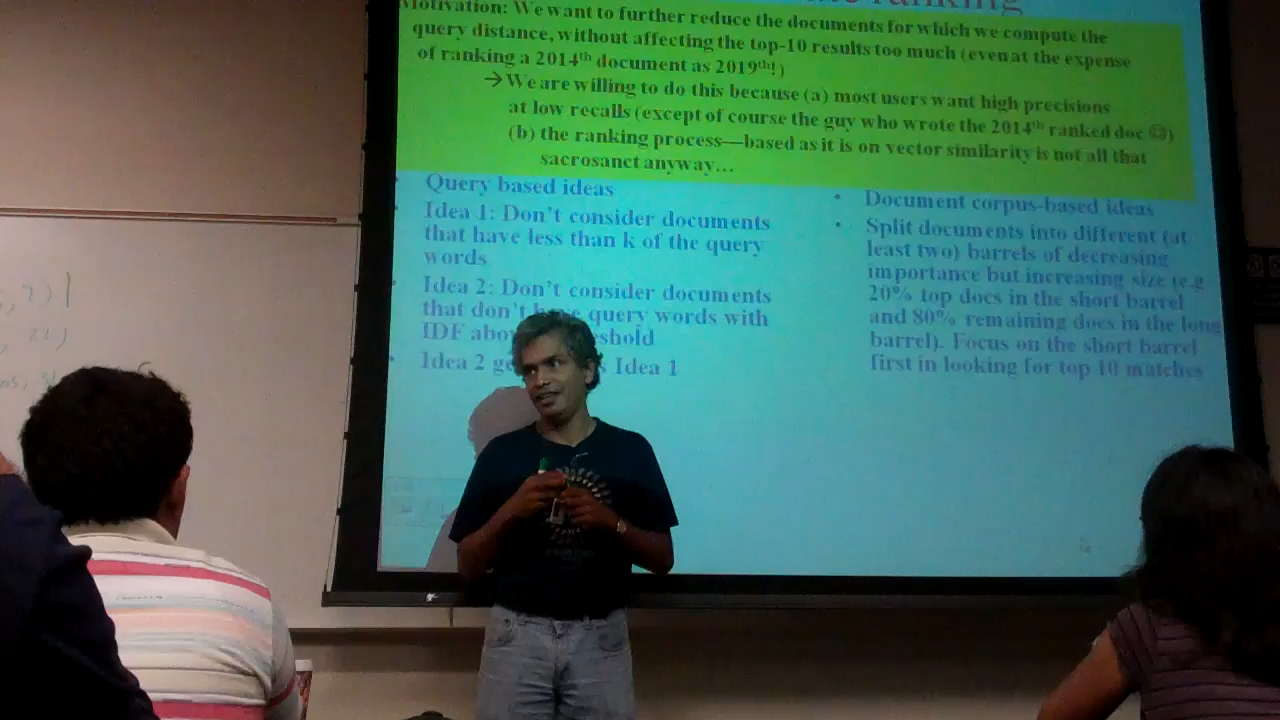 ranking
Motivation: We want to further reduce the documents for which we compute the
query distance, without affecting the top-10 results too much (even at the expense
of ranking a 2014th document as 2019th!)
→We are willing to do this because (a) most users want high precisions
at low recalls (except of course the guy who wrote the 2014th ranked doc ☺)
(b) the ranking process—based as it is on vector similarity is not all that
sacrosanct anyway…
Query based ideas
Idea 1: Don't consider documents
that have less than k of the query
words
Idea 2: Don't consider documents
that don't query words with
IDF
Idea 2 Idea 1
• Document corpus-based ideas
• Split documents into different (at
least two) barrels of decreasing
importance but increasing size (e.g
20% top docs in the short barrel
and 80% remaining docs in the long
barrel). Focus on the short barrel
first in looking for top 10 matches